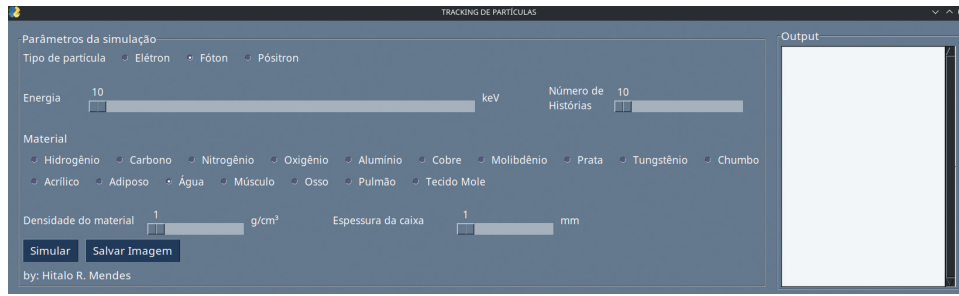 TRACKING DE PARTÍCULAS
Parâmetros da simulação
Tipo de partícula Elétron Fóton Pósitron
Energia 10 keV Número de Histórias 10
Material
Hidrogênio Carbono Nitrogênio Oxigênio Alumínio Cobre Molibdênio Prata Tungstênio Chumbo
Acrílico Adiposo Água Músculo Osso Pulmão Tecido Mole
Densidade do material 1 g/cm³ Espessura da caixa 1 mm
Simular Salvar Imagem
by: Hitalo R. Mendes
Output